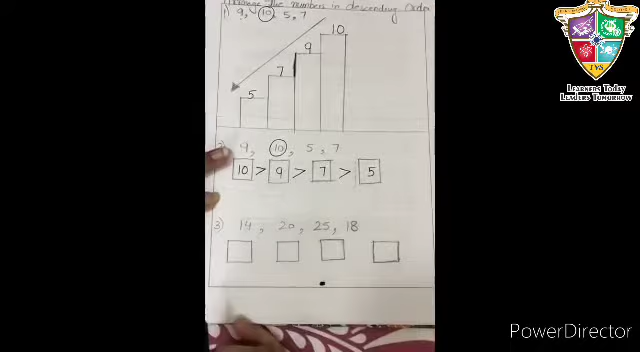 Arrange the numbers in descending Order
1) 9, 10, 5, 7
10
9
7
5
2) 9, 10, 5, 7
10 > 9 > 7 > 5
3) 14, 20, 25, 18
TVS
Learners Today
Leaders Tomorrow
PowerDirector